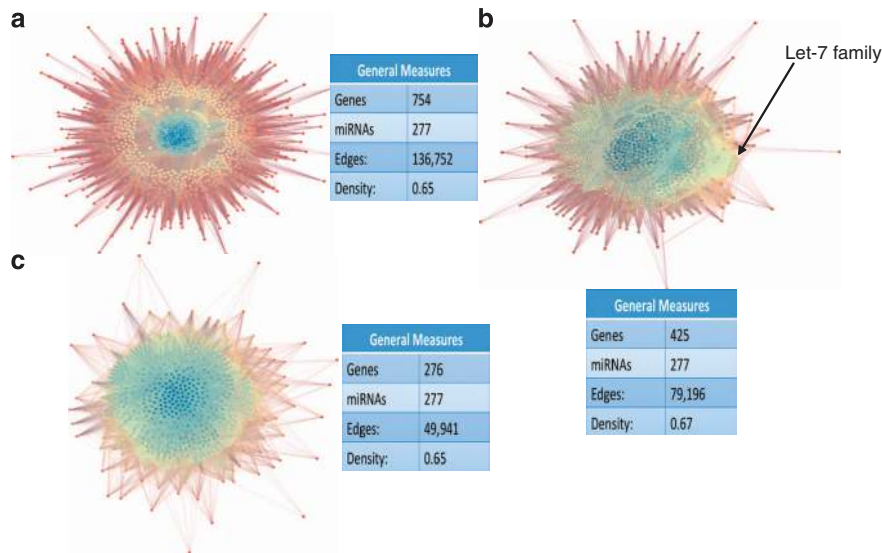 a
General Measures
Genes 754
miRNAs 277
Edges: 136,752
Density: 0.65
b
Let-7 family
General Measures
Genes 425
miRNAs 277
Edges: 79,196
Density: 0.67
c
General Measures
Genes 276
miRNAs 277
Edges: 49,941
Density: 0.65